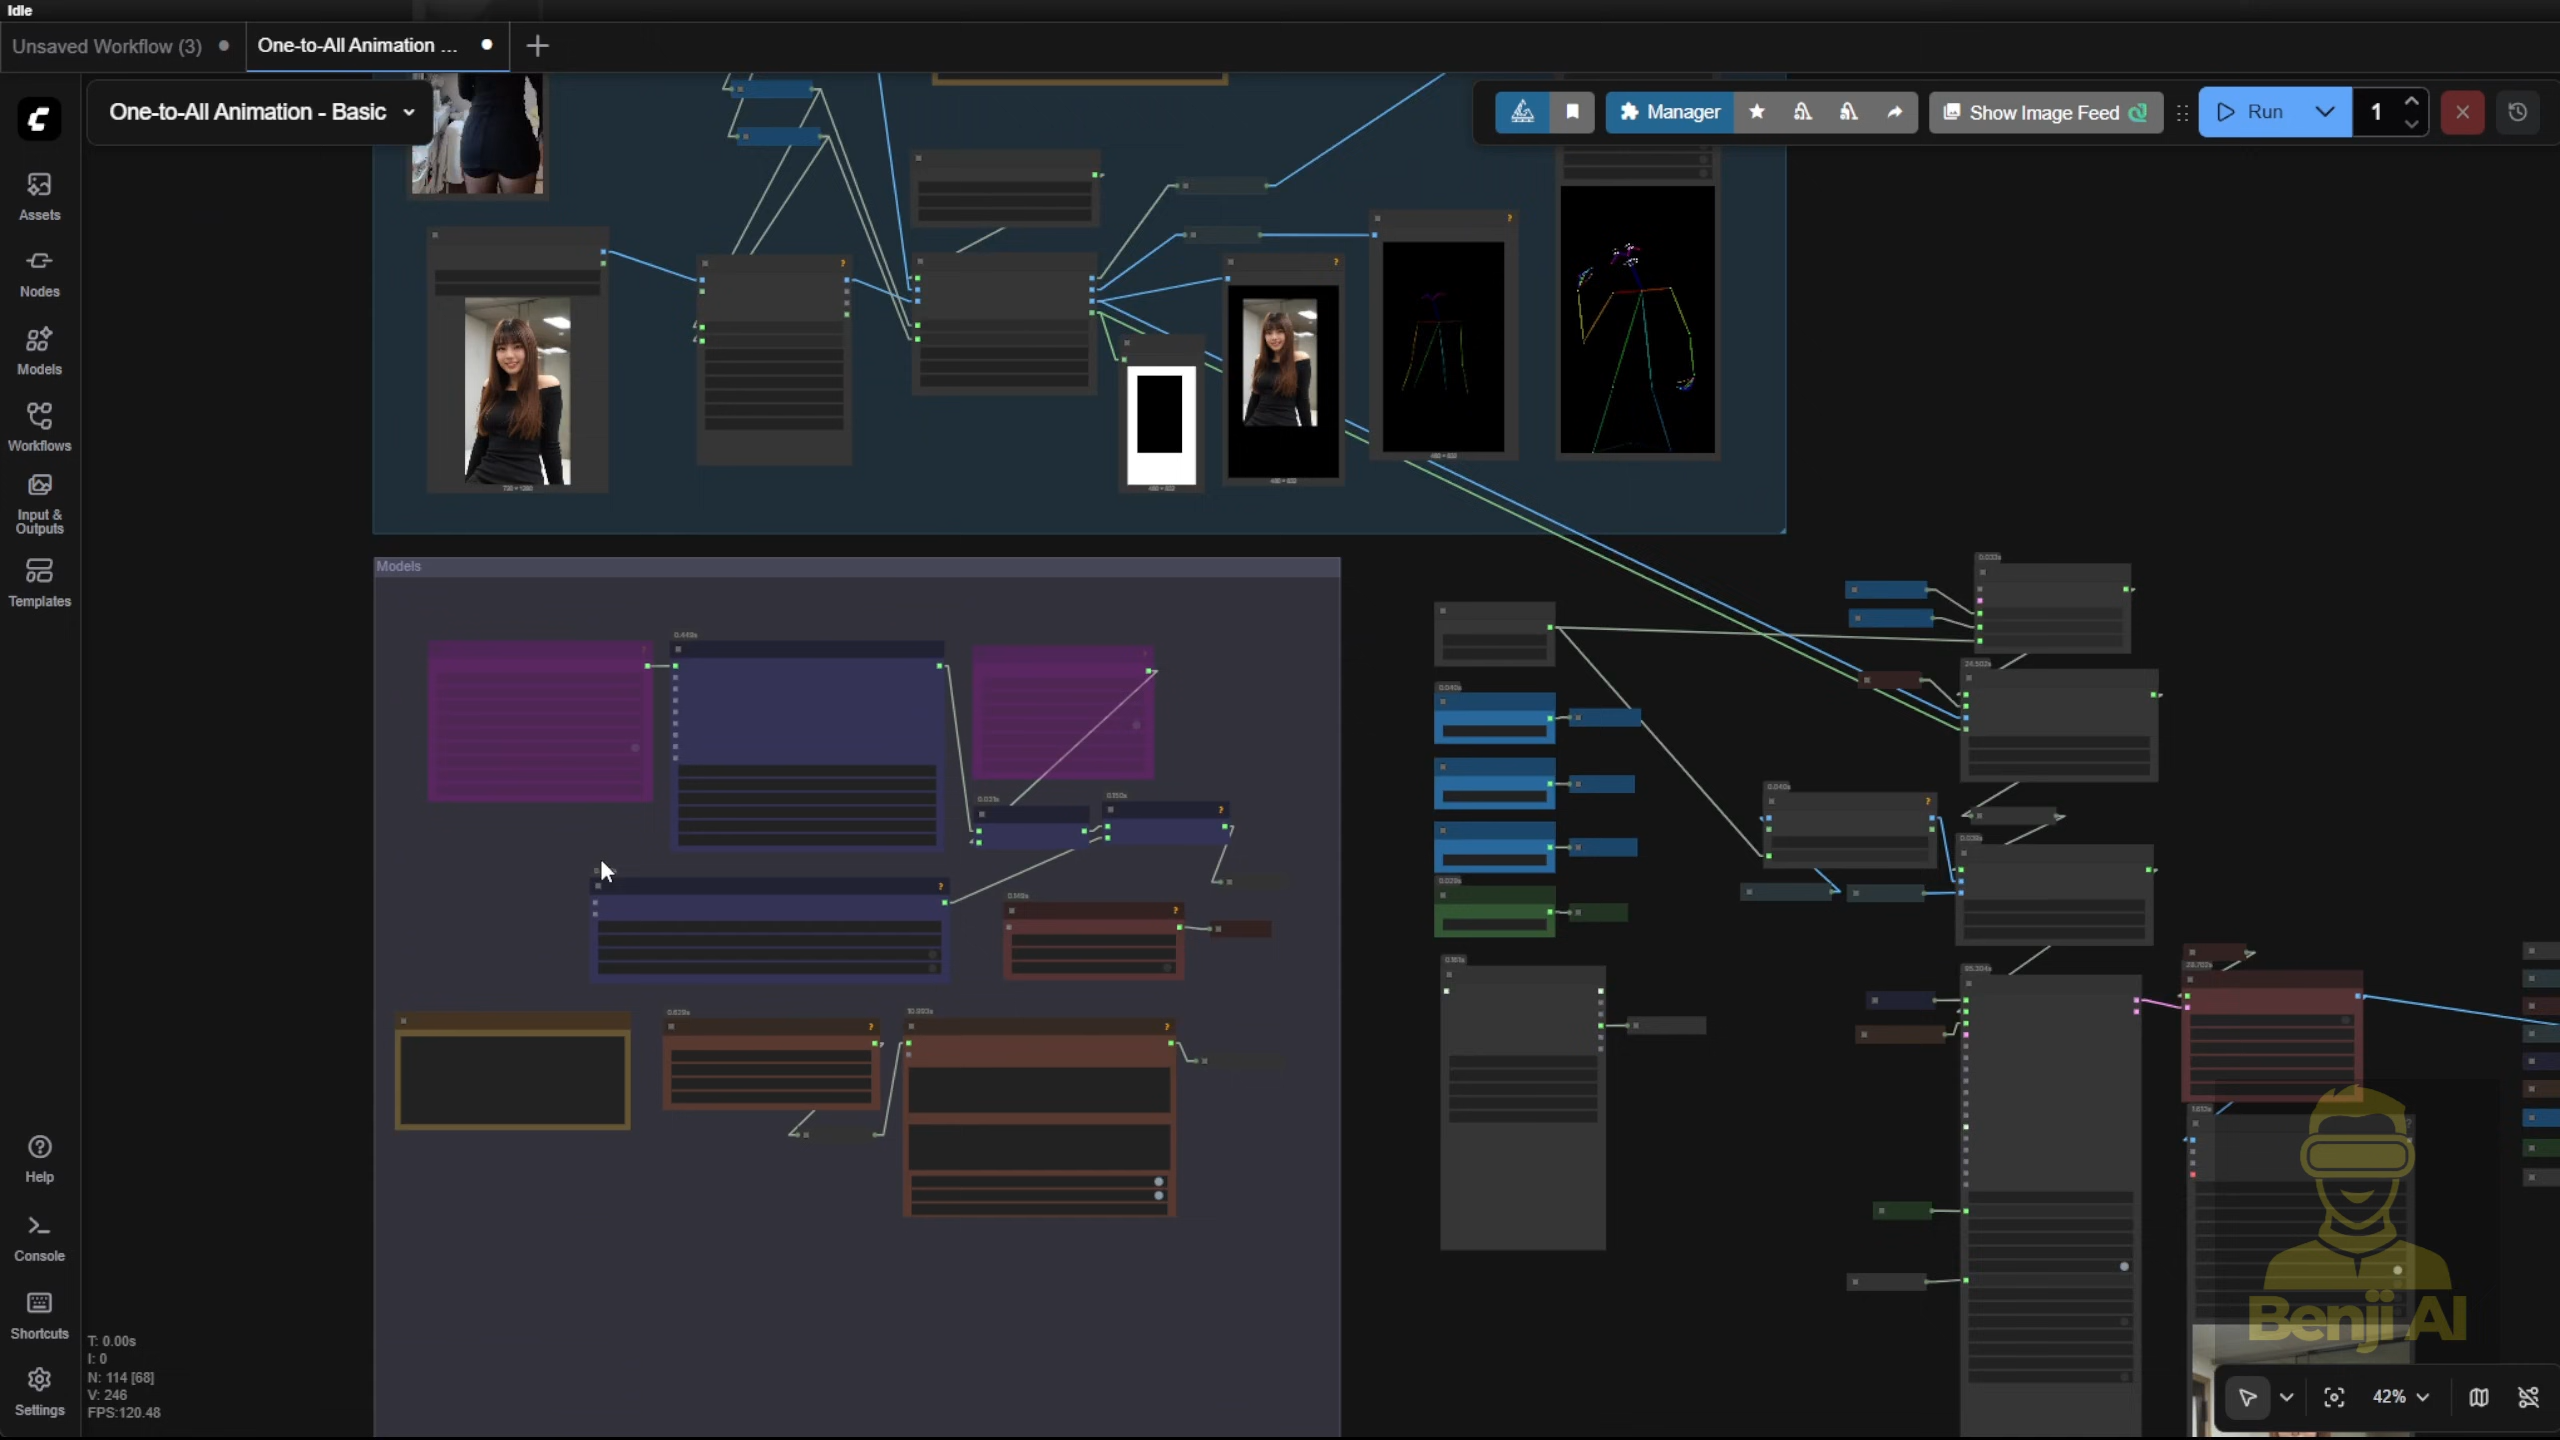 Idle
Unsaved Workflow (3)
One-to-All Animation ...
One-to-All Animation - Basic
Manager
Show Image Feed
Run
1
Assets
Nodes
Models
Workflows
Input &
Outputs
Templates
Models
Help
Console
Shortcuts
Settings
T: 0.00s
I: 0
N: 114 [68]
V: 246
FPS:120.48
Benji AI
42%